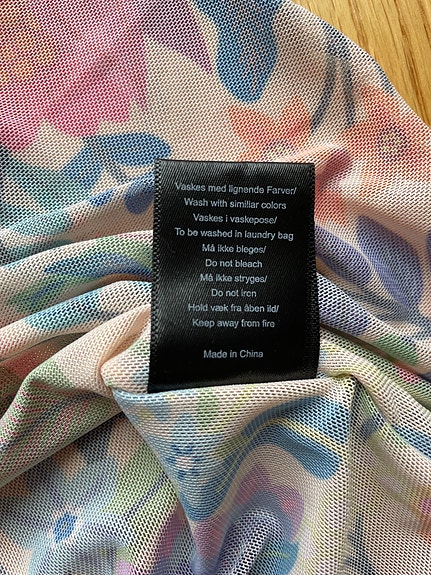 Vaskes med lignende Farver/
Wash with similiar colors
Vaskes i vaskepose/
To be washed in laundry bag
Må ikke bleges/
Do not bleach
Må ikke stryges/
Do not iron
Hold væk fra åben ild/
Keep away from fire
Made in China